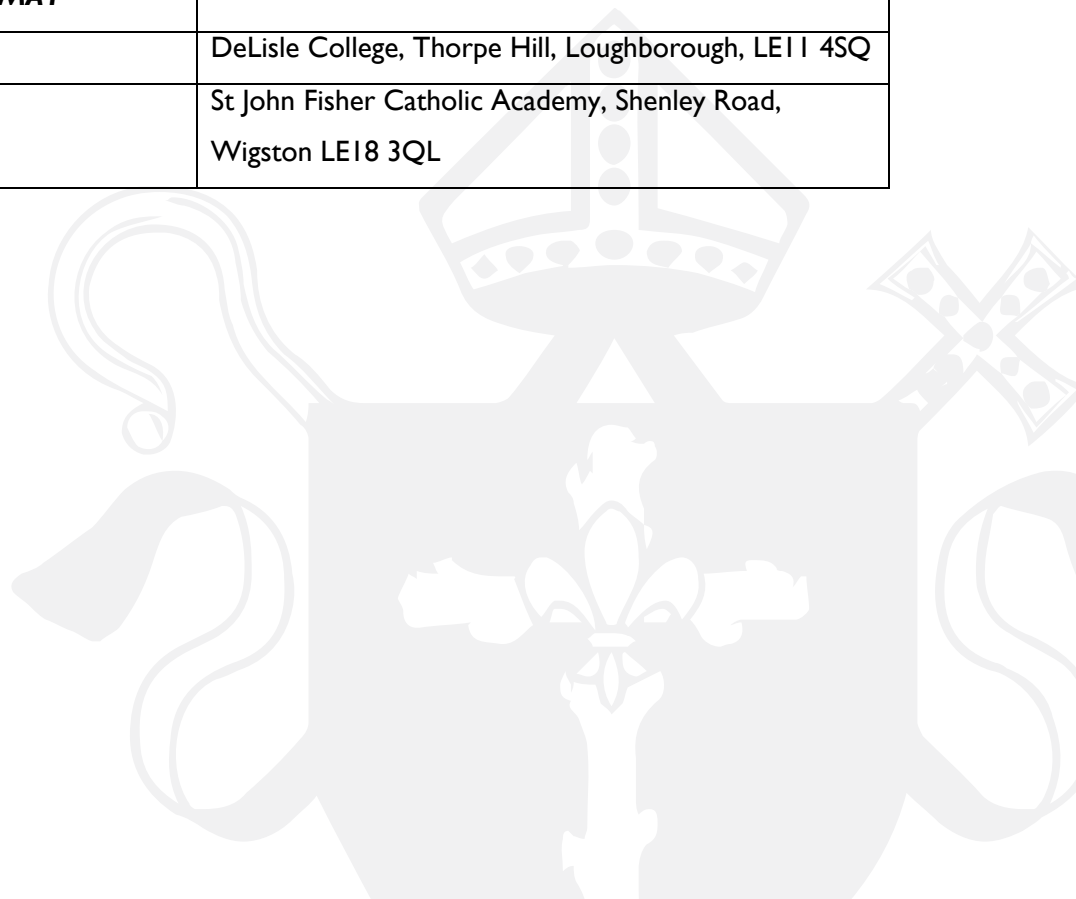 DeLisle College, Thorpe Hill, Loughborough, LE11 4SQ
St John Fisher Catholic Academy, Shenley Road,
Wigston LE18 3QL